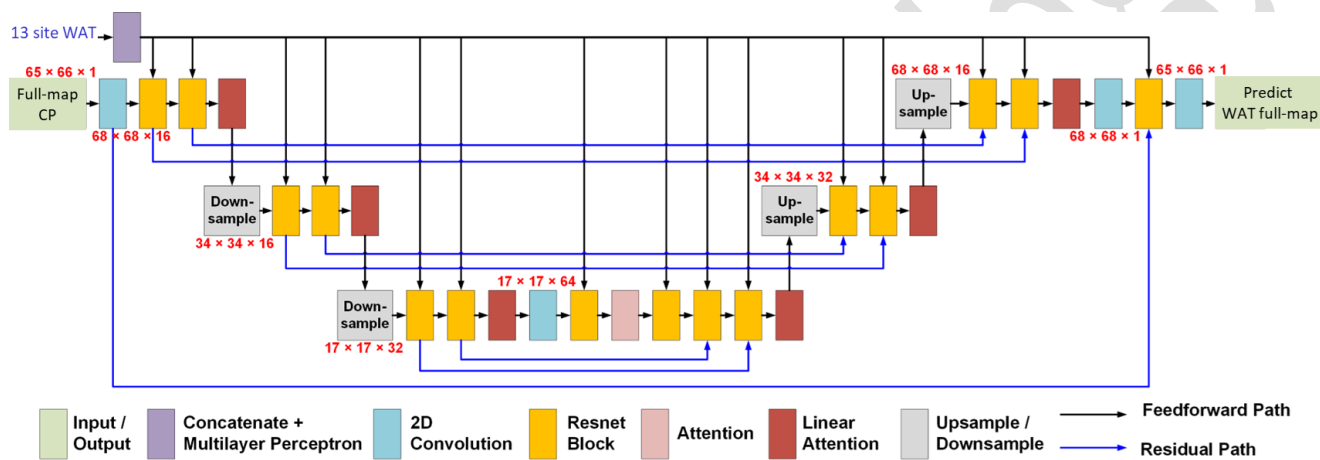 13 site WAT
65 × 66 × 1
Full-map
CP
68 × 68 × 16
Down-
sample
34 × 34 × 16
Down-
sample
17 × 17 × 32
17 × 17 × 64
34 × 34 × 32
Up-
sample
68 × 68 × 16
Up-
sample
68 × 68 × 1
65 × 66 × 1
Predict
WAT full-map
Input /
Output
Concatenate +
Multilayer Perceptron
2D
Convolution
Resnet
Block
Attention
Linear
Attention
Upsample /
Downsample
Feedforward Path
Residual Path